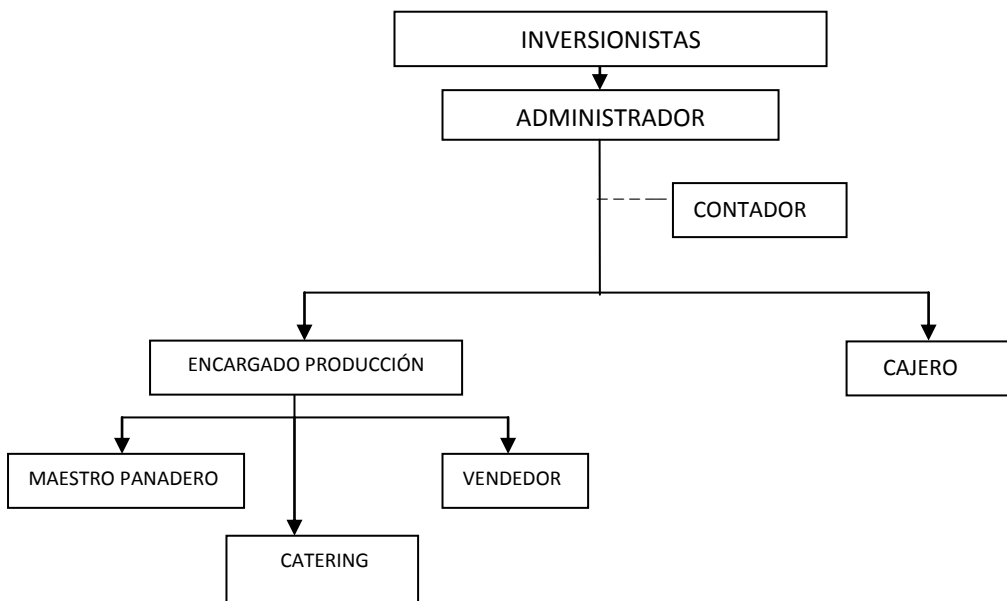 INVERSIONISTAS
ADMINISTRADOR
CONTADOR
ENCARGADO PRODUCCIÓN
CAJERO
MAESTRO PANADERO
VENDEDOR
CATERING